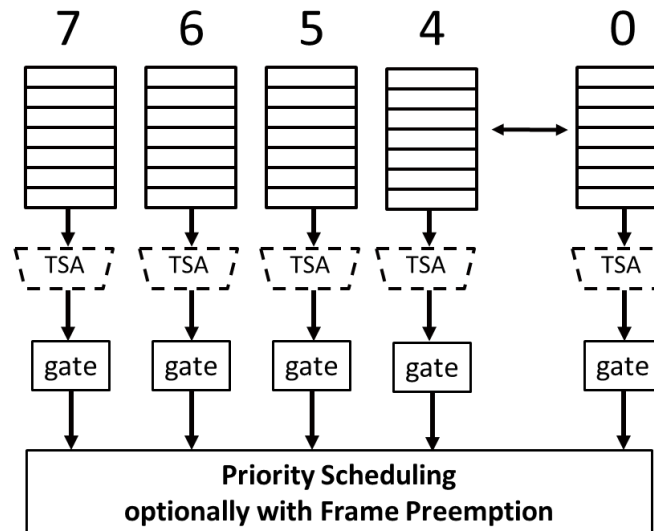 7 6 5 4 0
TSA TSA TSA TSA TSA
gate gate gate gate gate
Priority Scheduling
optionally with Frame Preemption